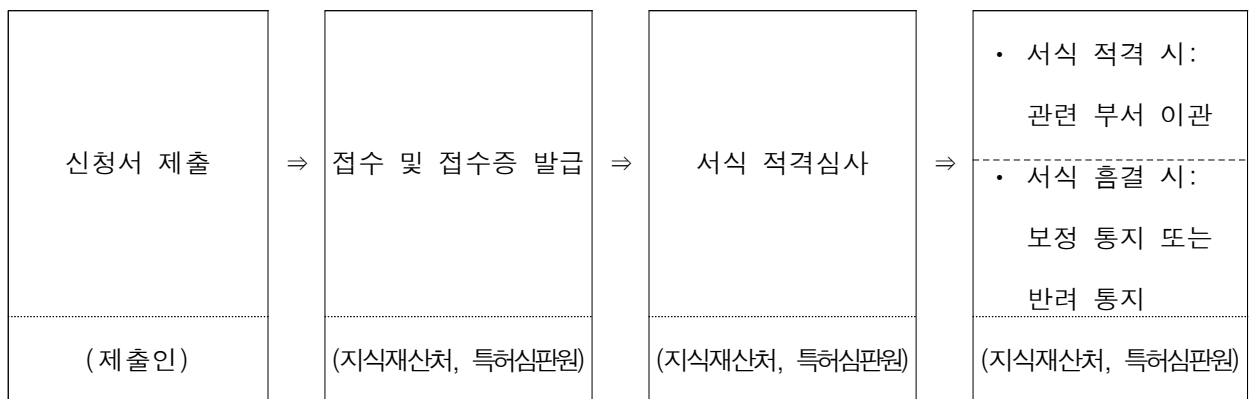 신청서 제출
(제출인)
⇒
접수 및 접수증 발급
(지식재산처, 특허심판원)
⇒
서식 적격심사
(지식재산처, 특허심판원)
⇒
· 서식 적격 시:
관련 부서 이관
· 서식 흠결 시:
보정 통지 또는
반려 통지
(지식재산처, 특허심판원)